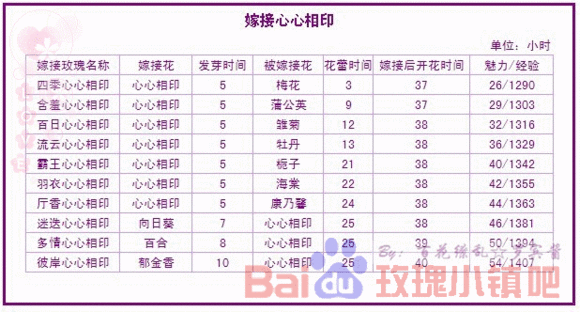 嫁接心心相印
单位：小时
嫁接玫瑰名称 嫁接花 发芽时间 被嫁接花 花蕾时间 嫁接后开花时间 魅力/经验
四季心心相印 心心相印 5 梅花 3 37 26/1290
含羞心心相印 心心相印 5 蒲公英 9 37 29/1303
百日心心相印 心心相印 5 雏菊 12 38 32/1316
流云心心相印 心心相印 5 牡丹 13 38 36/1329
霸王心心相印 心心相印 5 栀子 21 38 40/1342
羽衣心心相印 心心相印 5 海棠 22 38 42/1355
厅香心心相印 心心相印 5 康乃馨 24 38 44/1363
迷迭心心相印 向日葵 7 心心相印 25 38 46/1381
多情心心相印 百合 8 心心相印 25 39 50/1394
By: 百花缭乱☆
彼岸心心相印 郁金香 10 心心相印 25 40 54/1407
Bai du 玫瑰小镇吧